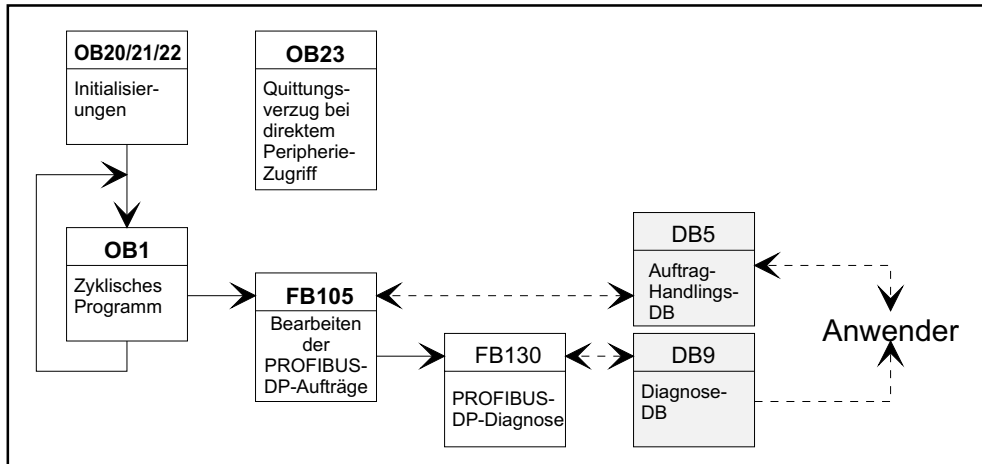 OB20/21/22
Initialisier-
ungen
OB23
Quittungs-
verzug bei
direktem
Peripherie-
Zugriff
OB1
Zyklisches
Programm
FB105
Bearbeiten
der
PROFIBUS-
DP-Aufträge
FB130
PROFIBUS-
DP-Diagnose
DB5
Auftrag-
Handlings-
DB
DB9
Diagnose-
DB
Anwender